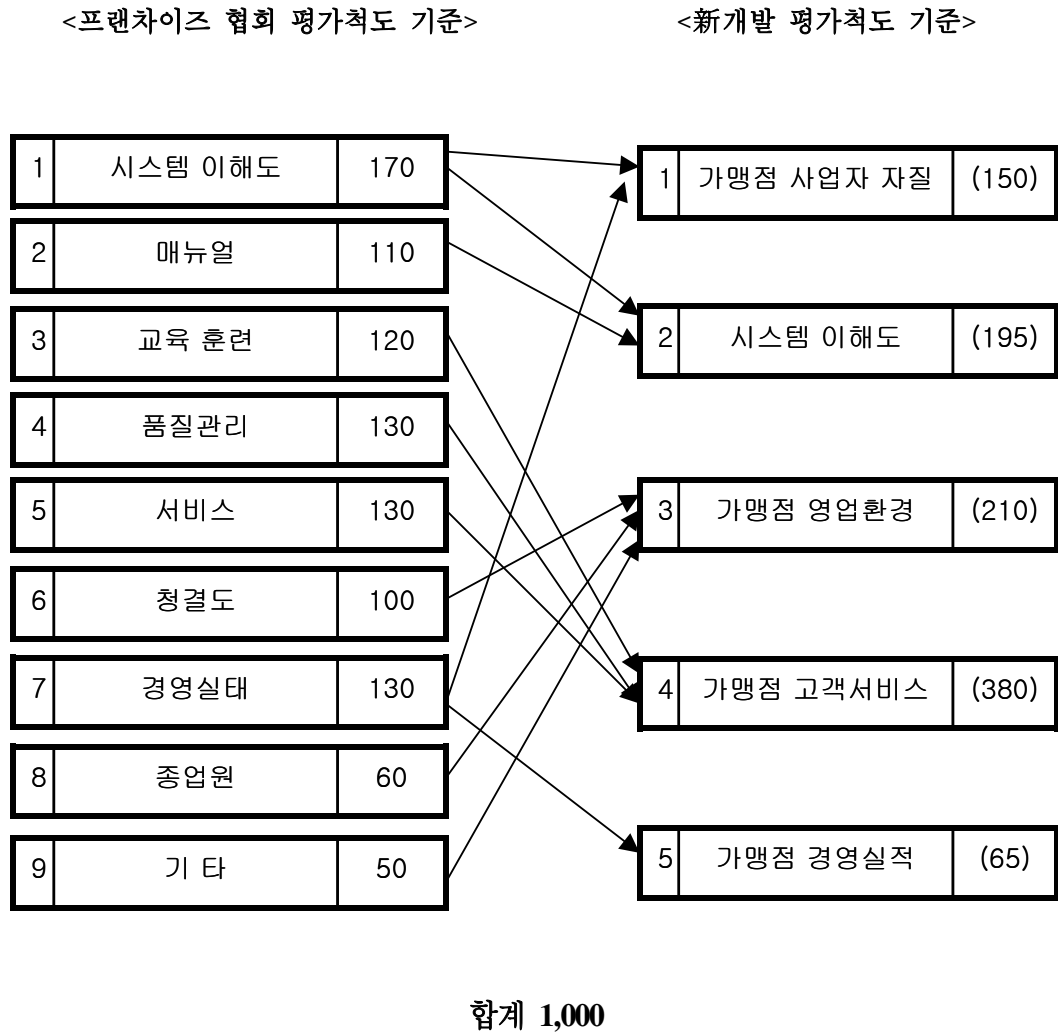 <프랜차이즈 협회 평가척도 기준>
<新개발 평가척도 기준>
1 시스템 이해도 170
2 매뉴얼 110
3 교육 훈련 120
4 품질관리 130
5 서비스 130
6 청결도 100
7 경영실태 130
8 종업원 60
9 기 타 50
1 가맹점 사업자 자질 (150)
2 시스템 이해도 (195)
3 가맹점 영업환경 (210)
4 가맹점 고객서비스 (380)
5 가맹점 경영실적 (65)
합계 1,000